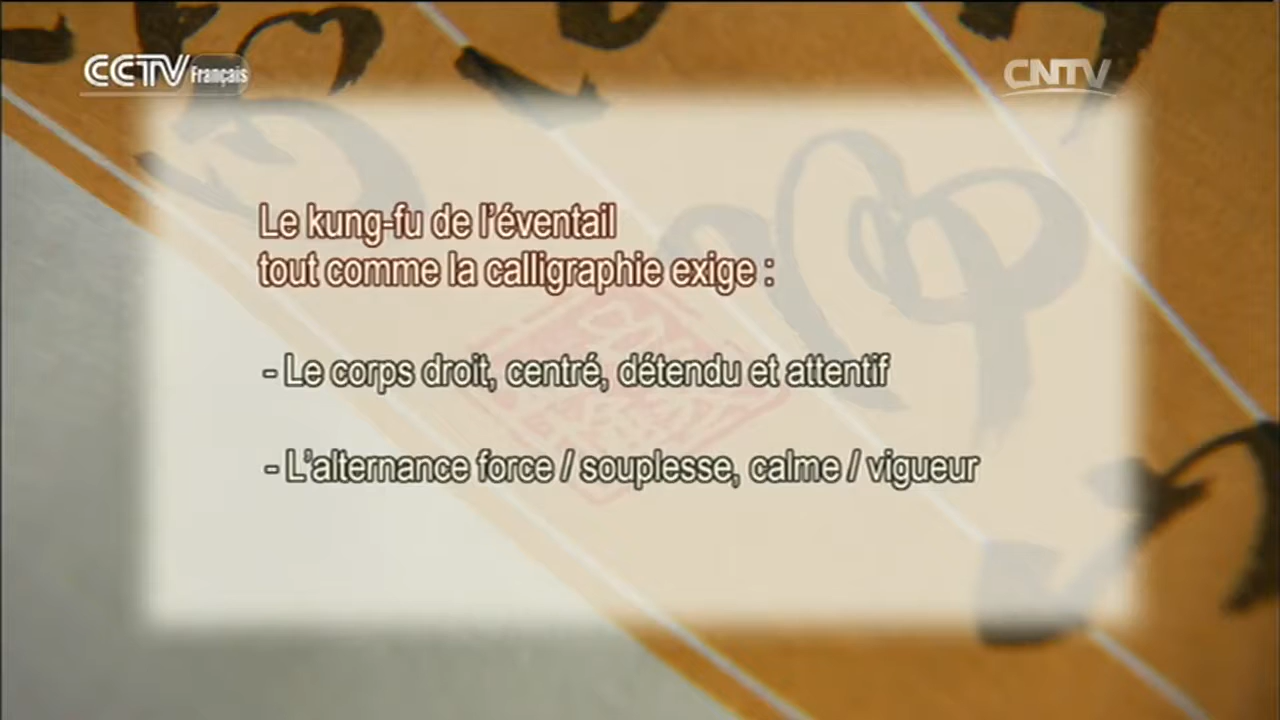 CCTV Français
CNTV
Le kung-fu de l'éventail
tout comme la calligraphie exige :
- Le corps droit, centré, détendu et attentif
- L'alternance force / souplesse, calme / vigueur